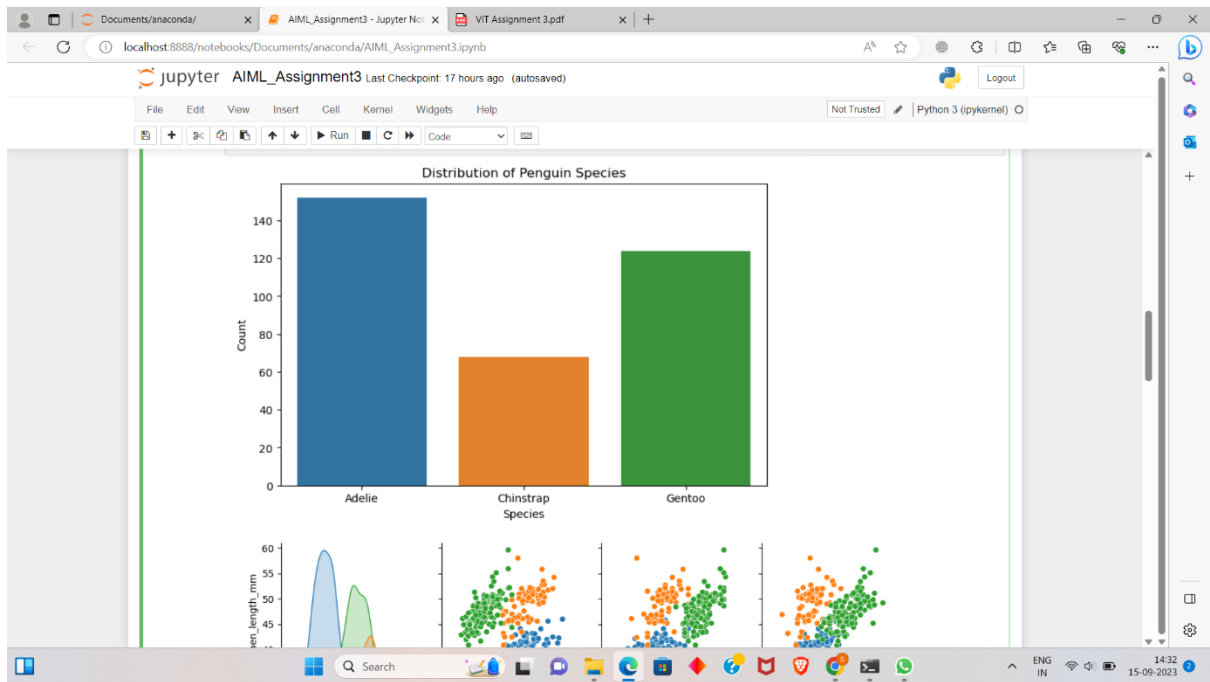 Documents/anaconda/
AIML_Assignment3 - Jupyter Not
VIT Assignment 3.pdf
localhost:8888/notebooks/Documents/anaconda/AIML_Assignment3.ipynb
jupyter AIML_Assignment3 Last Checkpoint: 17 hours ago (autosaved)
Logout
File Edit View Insert Cell Kernel Widgets Help
Not Trusted Python 3 (ipykernel)
Run Code
Distribution of Penguin Species
140
120
100
80
60
40
20
0
Count
Adelie Chinstrap Gentoo
Species
60
55
50
45
en_length_mm
Search
ENG
IN
14:32
15-09-2023
2